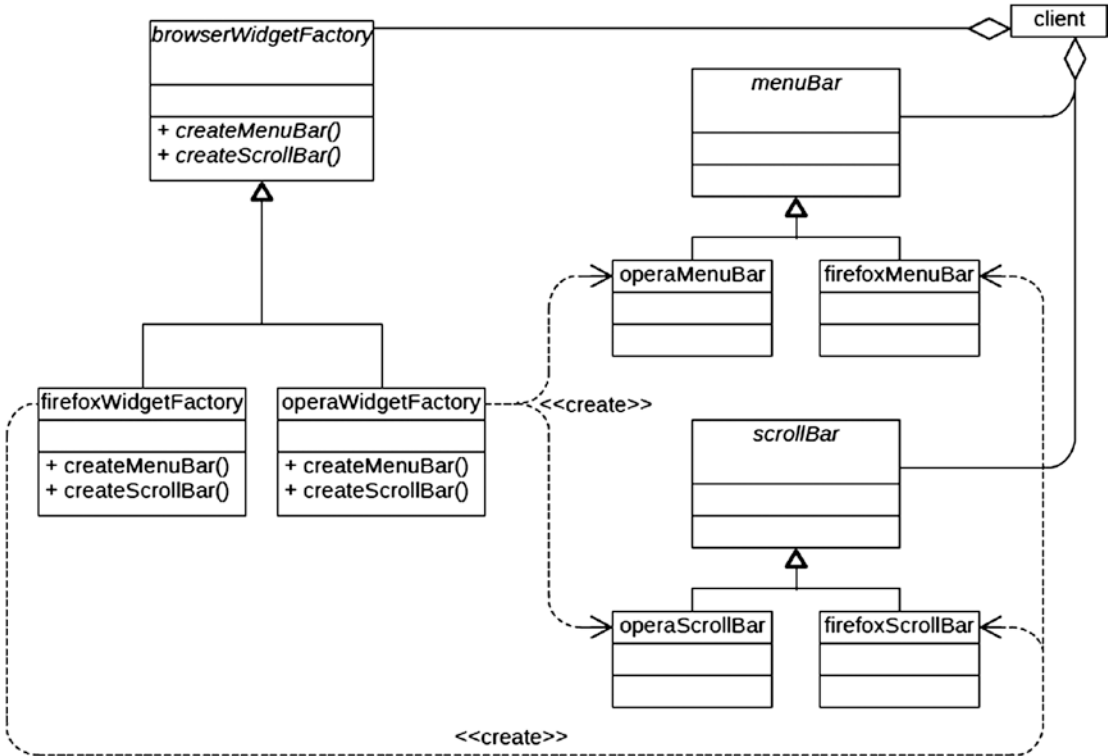 browserWidgetFactory
client
menuBar
+ createMenuBar()
+ createScrollBar()
operaMenuBar
firefoxMenuBar
firefoxWidgetFactory
operaWidgetFactory
<<create>>
scrollBar
+ createMenuBar()
+ createScrollBar()
+ createMenuBar()
+ createScrollBar()
operaScrollBar
firefoxScrollBar
<<create>>